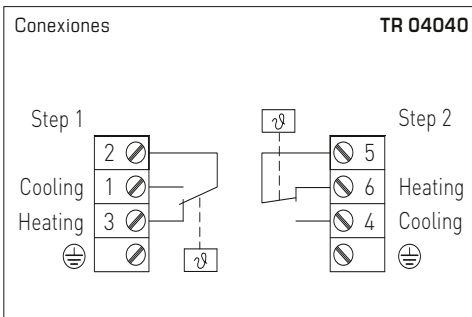 Conexiones TR 04040
Step 1 ϑ Step 2
2 5
Cooling 1 6 Heating
Heating 3 4 Cooling
ϑ